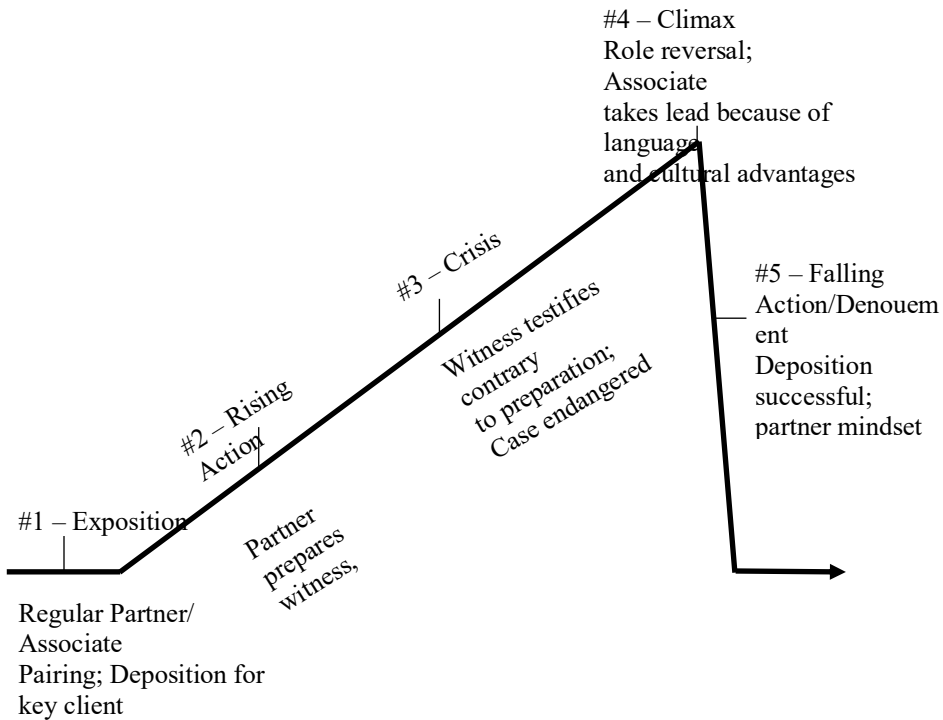 #1 – Exposition
Regular Partner/
Associate
Pairing; Deposition for
key client
#2 – Rising
Action
Partner
prepares
witness,
#3 – Crisis
Witness testifies
contrary
to preparation;
Case endangered
#4 – Climax
Role reversal;
Associate
takes lead because of
language
and cultural advantages
#5 – Falling
Action/Denouem
ent
Deposition
successful;
partner mindset